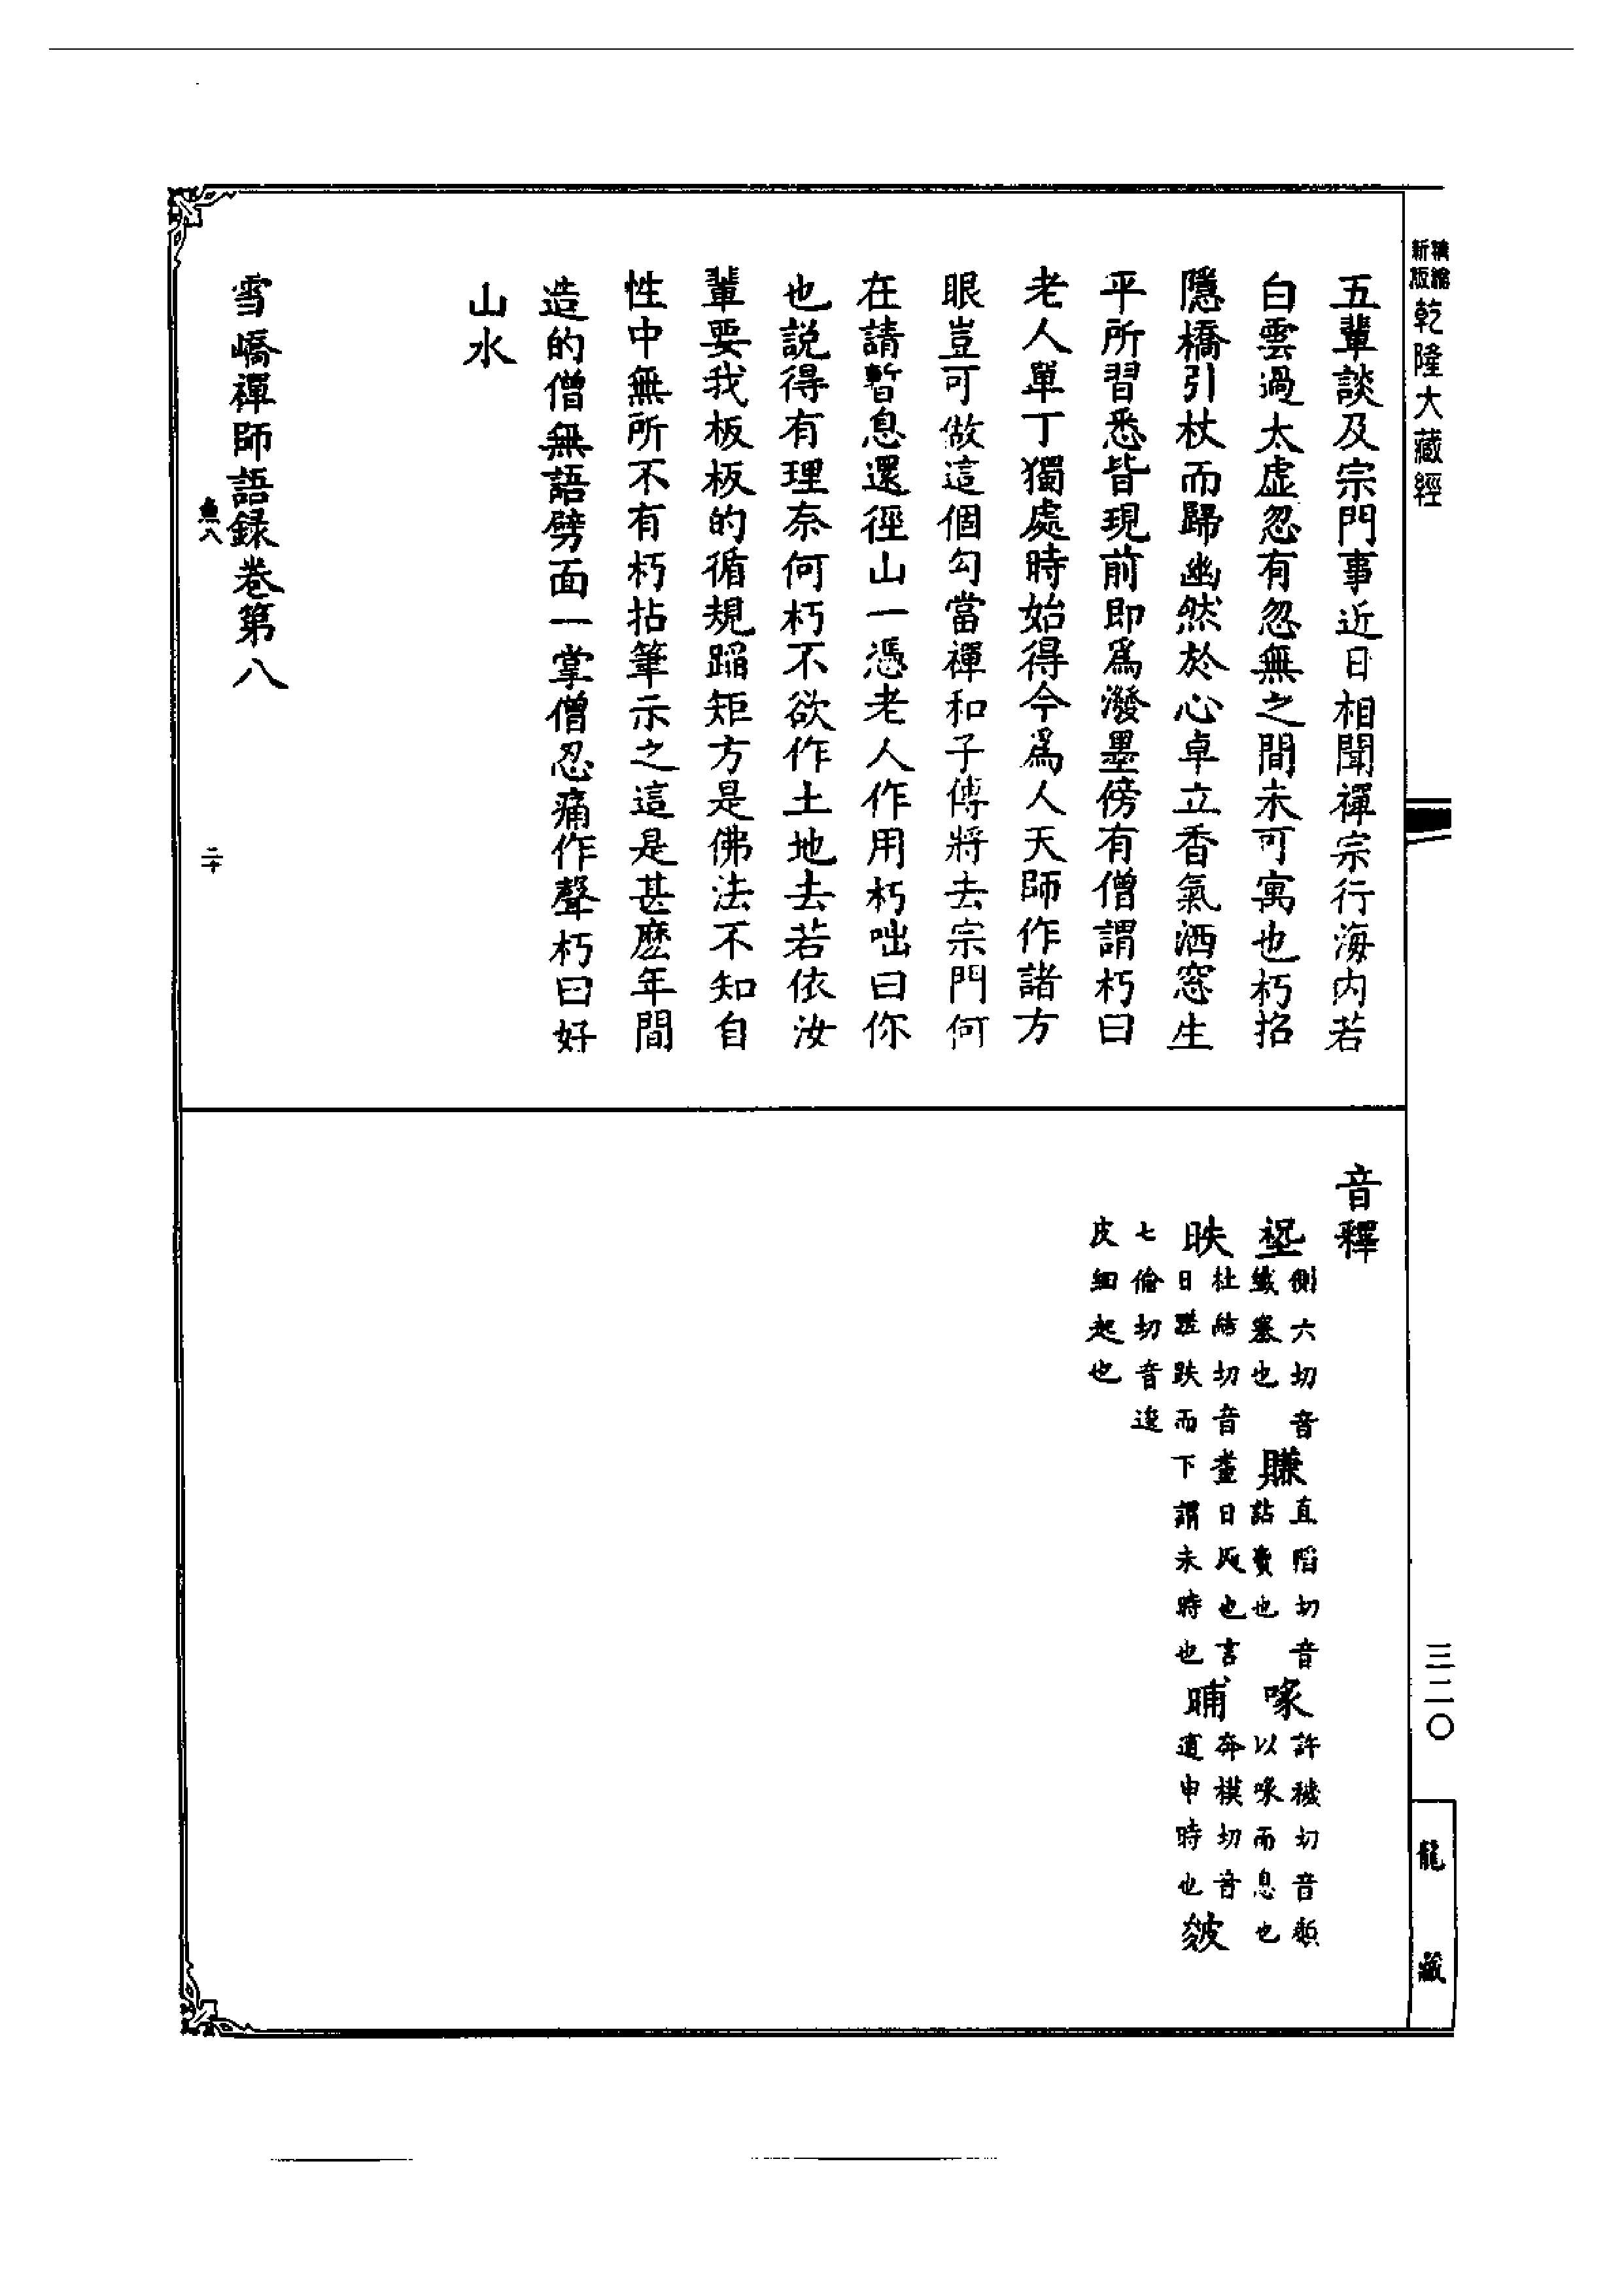 精縮新版乾隆大藏經
五輩談及宗門事近日相聞禪宗行海内若
白雲過太虛忽有忽無之間未可寓也朽招
隱橋引杖而歸幽然於心卓立香氣洒窓生
平所習悉皆現前即爲潑墨傍有僧謂朽曰
老人單丁獨處時始得今爲人天師作諸方
眼豈可做這個勾當禪和子傳將去宗門何
在請暫息還徑山一憑老人作用朽咄曰你
也説得有理奈何朽不欲作土地去若依汝
輩要我板板的循規蹈矩方是佛法不知自
性中無所不有朽拈筆示之這是甚麽年間
造的僧無語劈面一掌僧忍痛作聲朽曰好
山水
雪嶠禪師語録卷第八
魚八
二十
音釋
堲側六切音
蹙塞也
賺直陷切音
詀賣也
喙許穢切音
以喙而息也
昳杜結切音耋日昃也言
日蹉跌而下謂未時也
晡奔模切音
逋申時也
皴
七倫切音逡
皮細起也
三二〇
龍藏